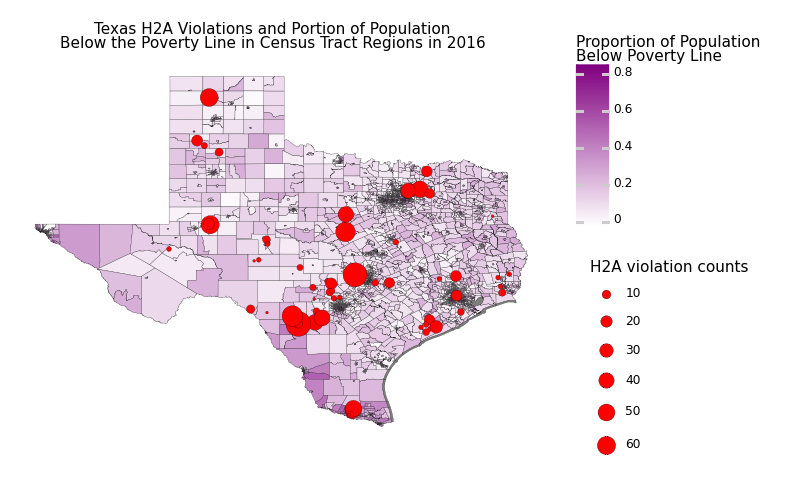 Texas H2A Violations and Portion of Population
Below the Poverty Line in Census Tract Regions in 2016
Proportion of Population
Below Poverty Line
0.8
0.6
0.4
0.2
0
H2A violation counts
10
20
30
40
50
60